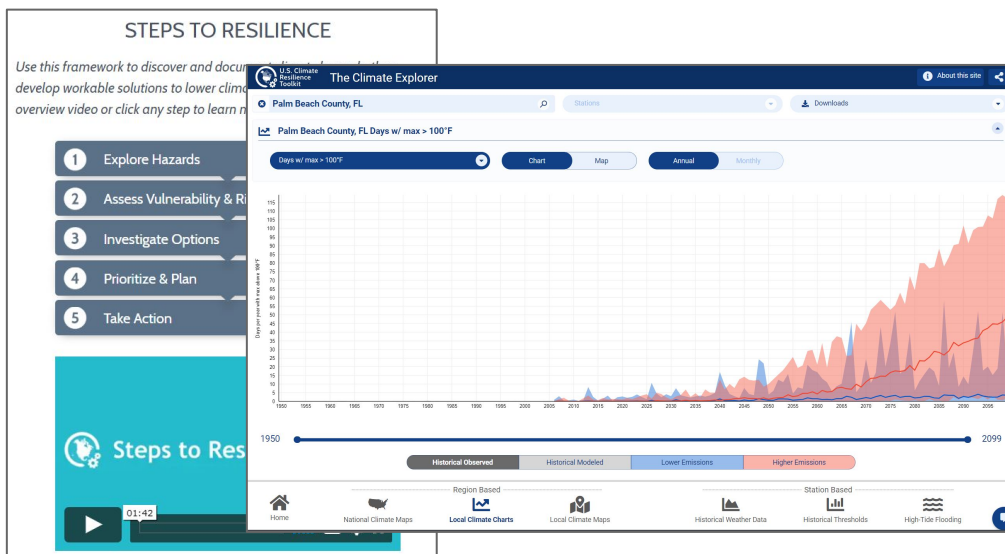 STEPS TO RESILIENCE
Use this framework to discover and
develop workable solutions to lower
overview video or click any step to learn
1 Explore Hazards
2 Assess Vulnerability &
3 Investigate Options
4 Prioritize & Plan
5 Take Action
Steps to
01:42
U.S. Climate
Resilience
Toolkit
The Climate Explorer
About this site
Palm Beach County, FL
Stations
Downloads
Palm Beach County, FL Days w/ max > 100°F
Days w/ max > 100°F
Chart
Map
Annual
Monthly
Days per year with max above 100°F
115
110
105
100
95
90
85
80
75
70
65
60
55
50
45
40
35
30
25
20
15
10
5
0
1950 1955 1960 1965 1970 1975 1980 1985 1990 1995 2000 2005 2010 2015 2020 2025 2030 2035 2040 2045 2050 2055 2060 2065 2070 2075 2080 2085 2090 2095
1950
2099
Historical Observed
Historical Modeled
Lower Emissions
Higher Emissions
Region Based
Station Based
Home
National Climate Maps
Local Climate Charts
Local Climate Maps
Historical Weather Data
Historical Thresholds
High-Tide Flooding